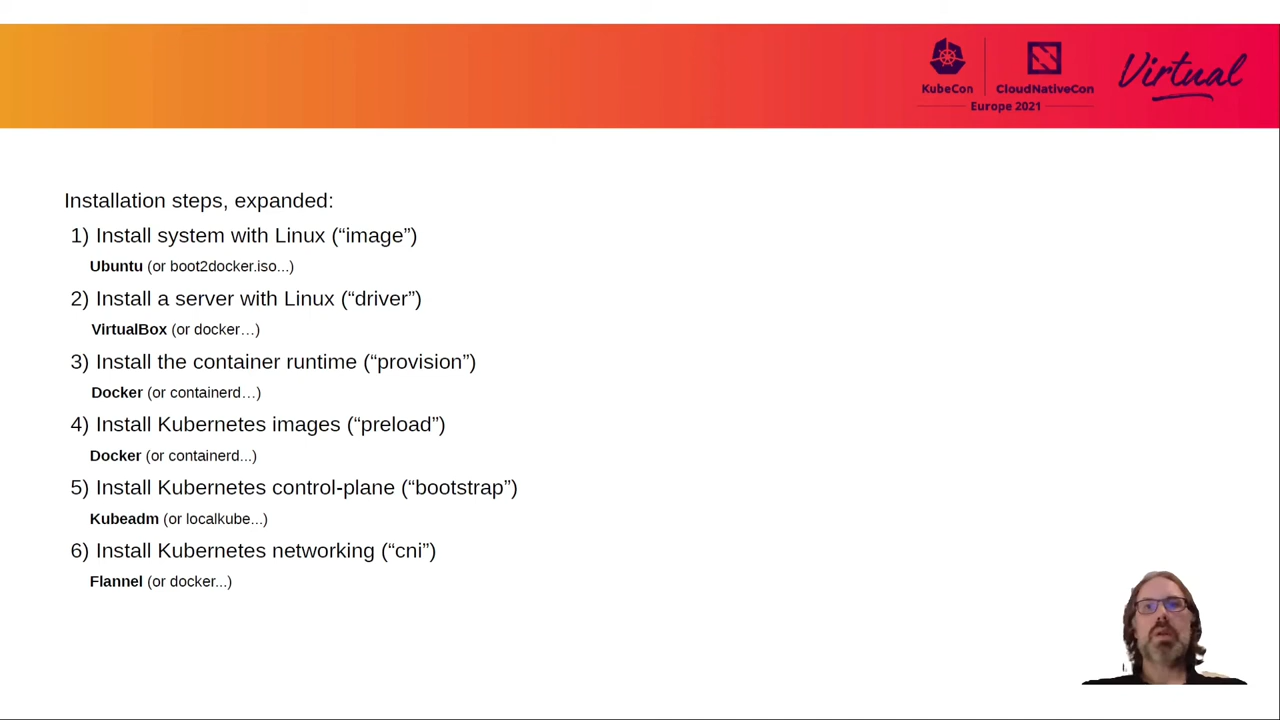 KubeCon
CloudNativeCon
Europe 2021
Virtual
Installation steps, expanded:
1) Install system with Linux (“image”)
Ubuntu (or boot2docker.iso...)
2) Install a server with Linux (“driver”)
VirtualBox (or docker…)
3) Install the container runtime (“provision”)
Docker (or containerd…)
4) Install Kubernetes images (“preload”)
Docker (or containerd...)
5) Install Kubernetes control-plane (“bootstrap”)
Kubeadm (or localkube...)
6) Install Kubernetes networking (“cni”)
Flannel (or docker...)